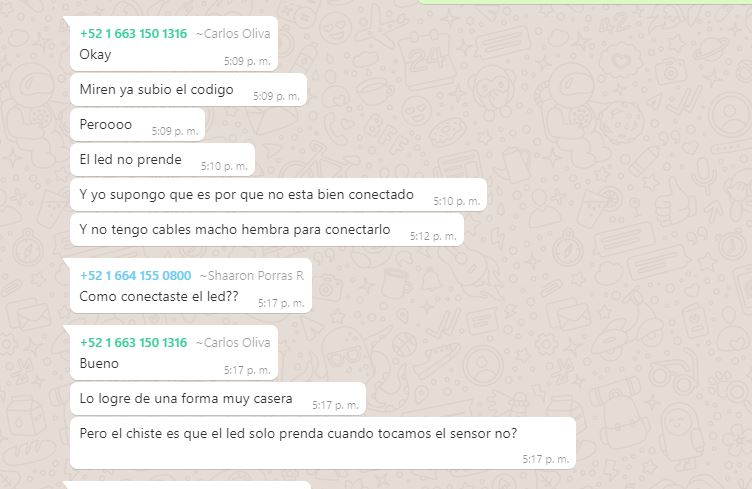 +52 1 663 150 1316 ~Carlos Oliva
Okay
5:09 p. m.
Miren ya subio el codigo
5:09 p. m.
Peroooo
5:09 p. m.
El led no prende
5:10 p. m.
Y yo supongo que es por que no esta bien conectado
5:10 p. m.
Y no tengo cables macho hembra para conectarlo
5:12 p. m.
+52 1 664 155 0800 ~Shaaron Porras R
Como conectaste el led??
5:17 p. m.
+52 1 663 150 1316 ~Carlos Oliva
Bueno
5:17 p. m.
Lo logre de una forma muy casera
5:17 p. m.
Pero el chiste es que el led solo prenda cuando tocamos el sensor no?
5:17 p. m.